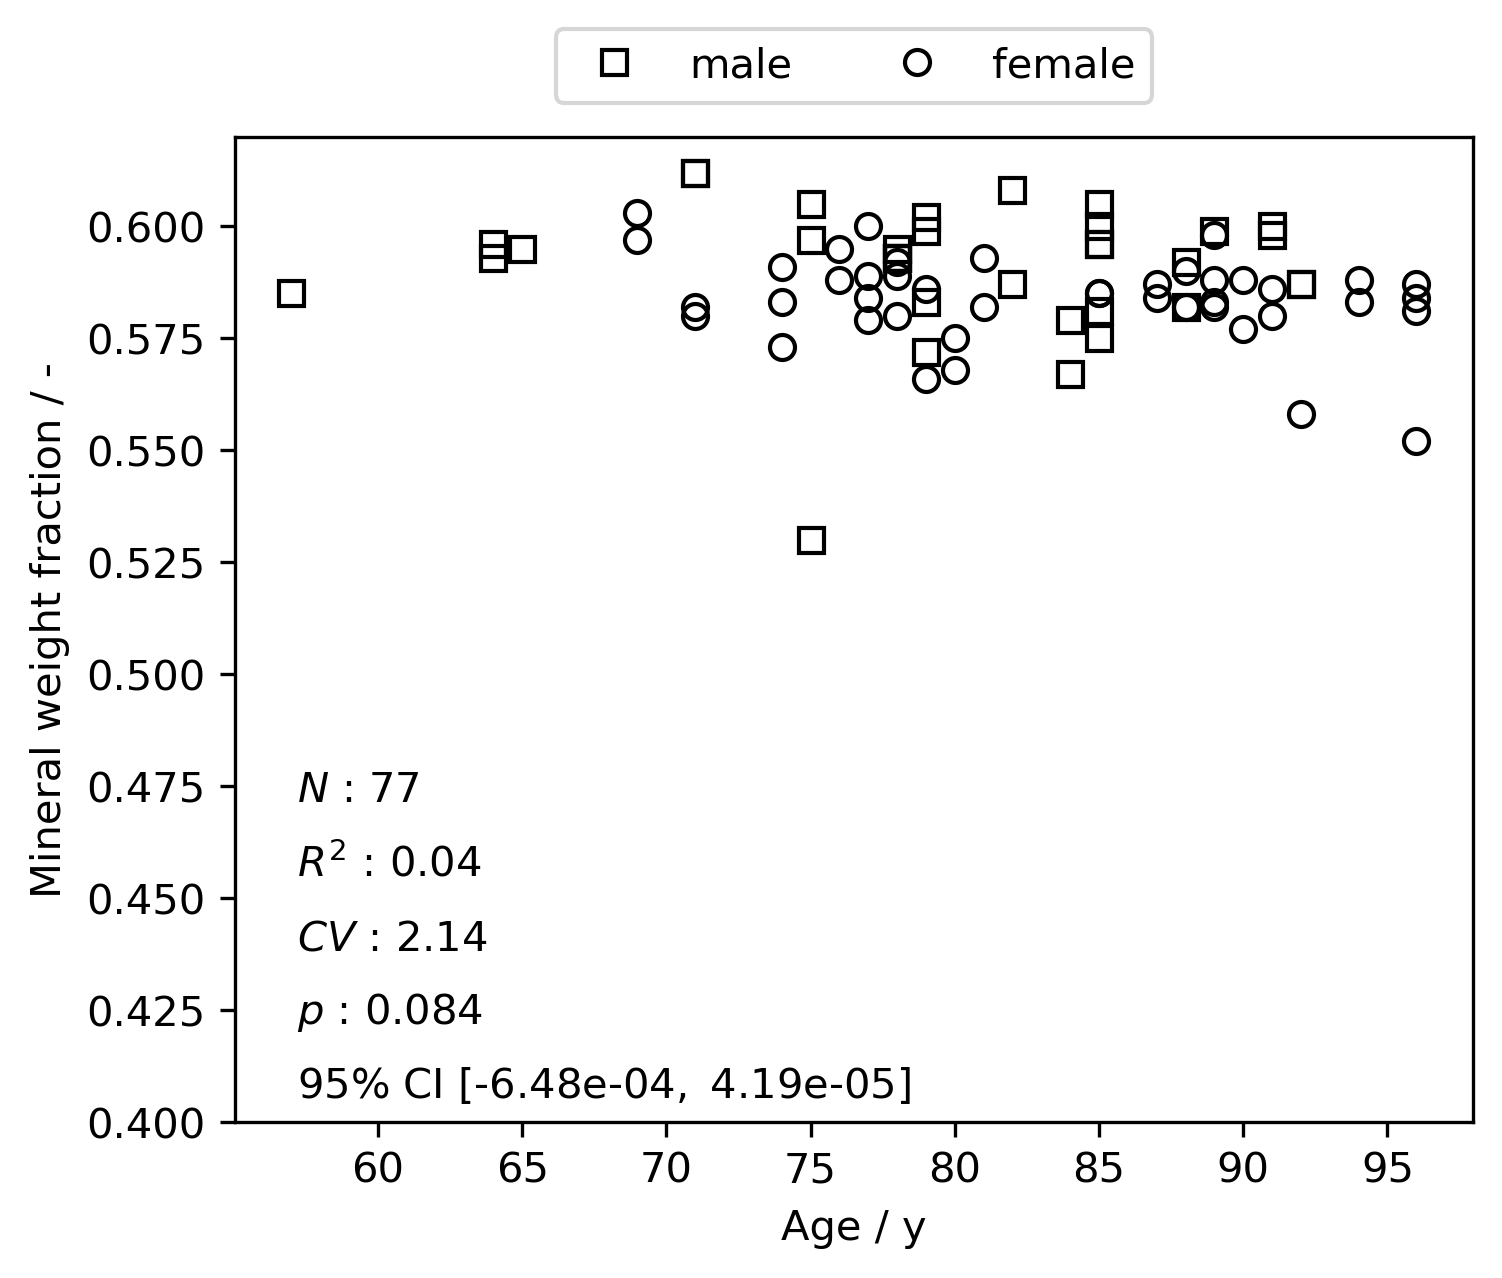 male female
0.600
0.575
0.550
0.525
0.500
0.475
0.450
0.425
0.400
Mineral weight fraction / -
N : 77
R² : 0.04
CV : 2.14
p : 0.084
95% CI [-6.48e-04, 4.19e-05]
60 65 70 75 80 85 90 95
Age / y